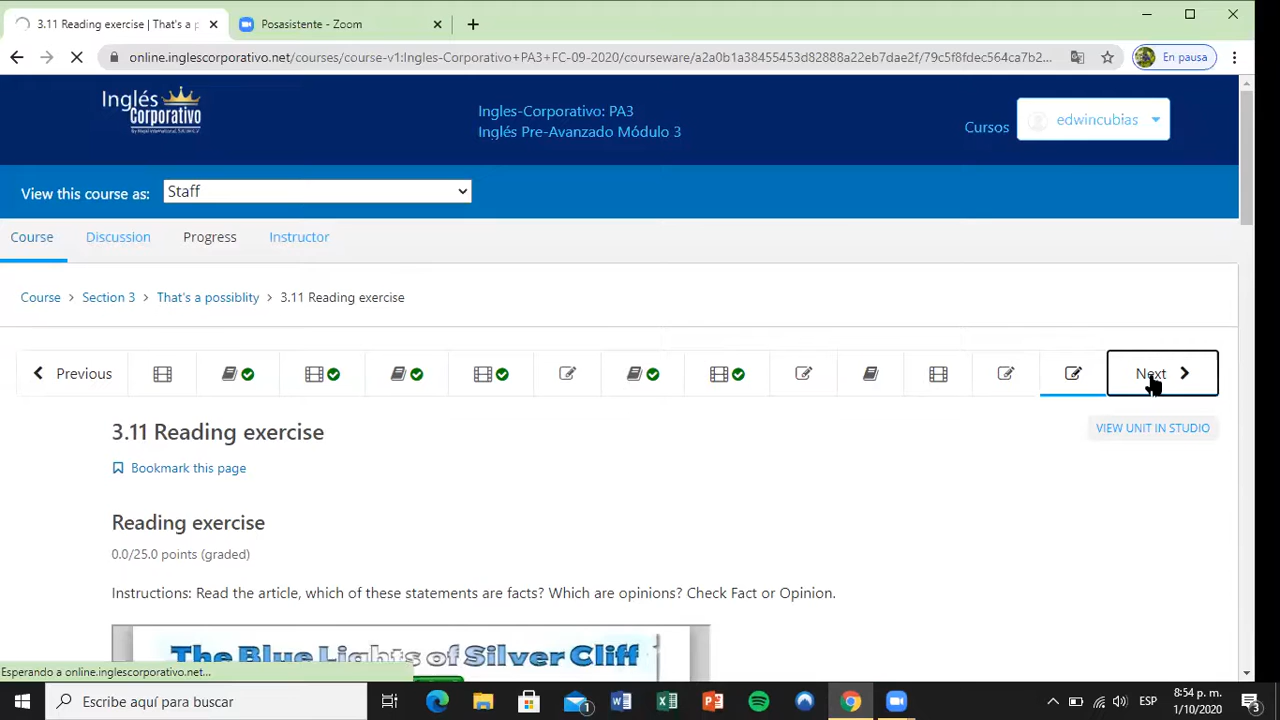 3.11 Reading exercise | That's a p
Posasistente - Zoom
online.inglescorporativo.net/courses/course-v1:Ingles-Corporativo+PA3+FC-09-2020/courseware/a2a0b1a38455453d82888a22eb7dae2f/79c5f8fdec564ca7b2...
En pausa
Inglés
Corporativo
Ingles-Corporativo: PA3
Inglés Pre-Avanzado Módulo 3
Cursos
edwincubias
View this course as:
Staff
Course
Discussion
Progress
Instructor
Course > Section 3 > That's a possiblity > 3.11 Reading exercise
Previous
Next
VIEW UNIT IN STUDIO
3.11 Reading exercise
Bookmark this page
Reading exercise
0.0/25.0 points (graded)
Instructions: Read the article, which of these statements are facts? Which are opinions? Check Fact or Opinion.
The Blue Lights of Silver Cliff
Esperando a online.inglescorporativo.net...
Escribe aquí para buscar
1
ESP
8:54 p. m.
1/10/2020
3